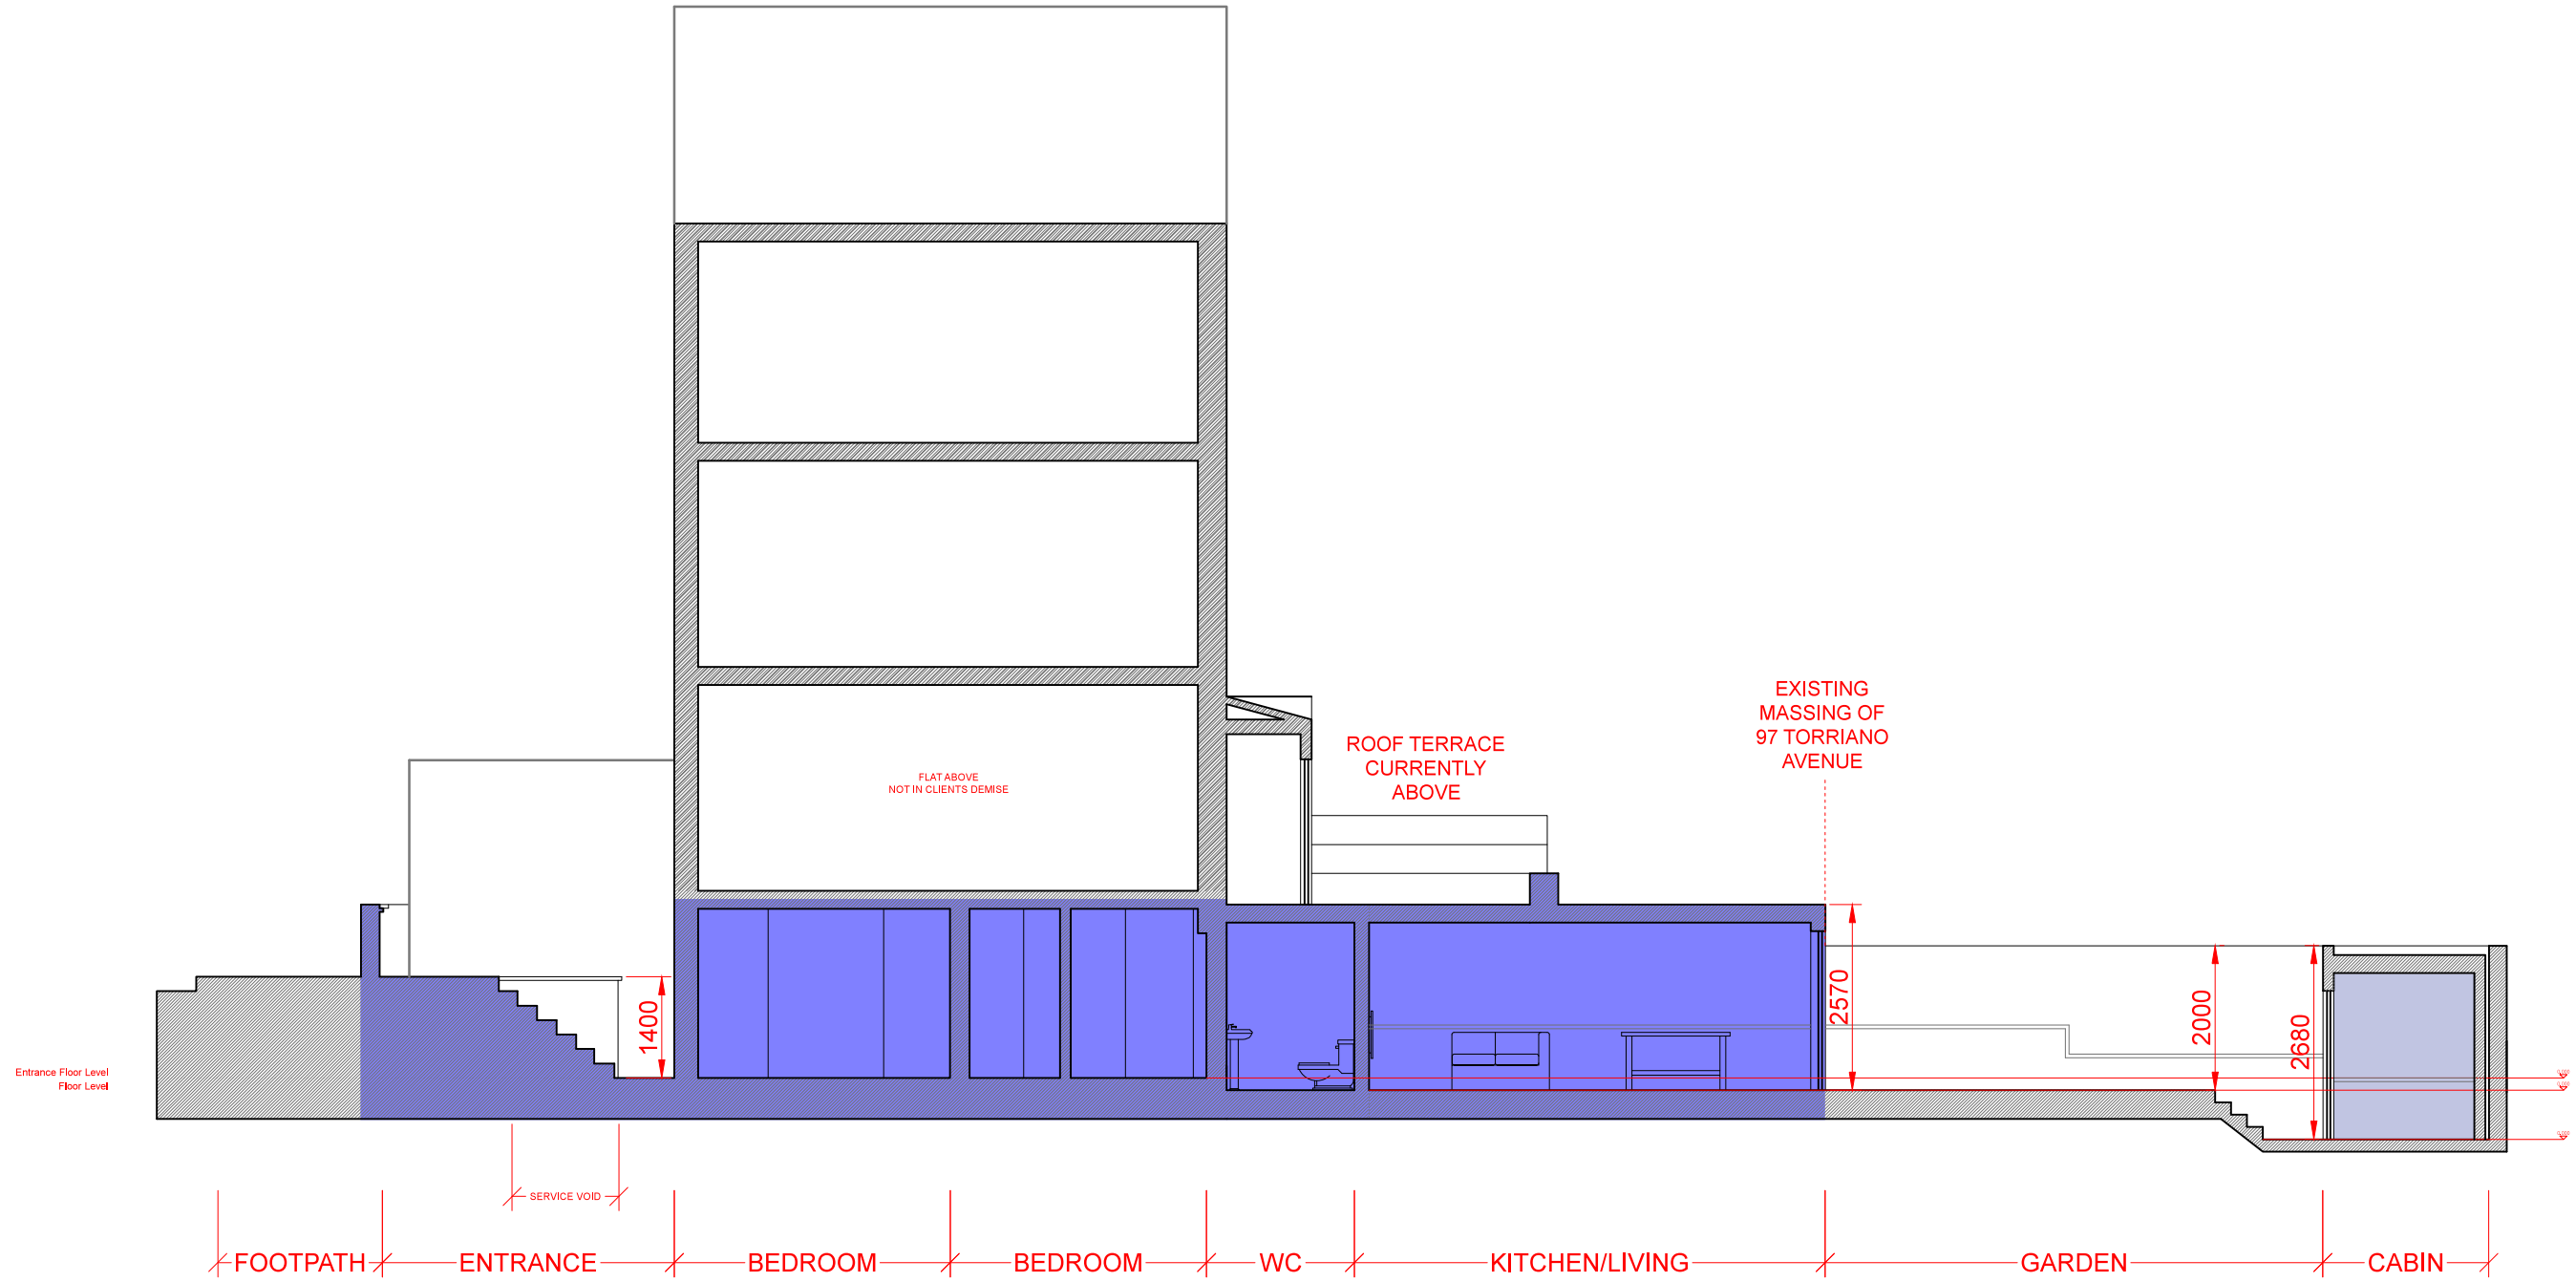 EXISTING
MASSING OF
97 TORRIANO
AVENUE
ROOF TERRACE
CURRENTLY
ABOVE
FLAT ABOVE
NOT IN CLIENTS DEMISE
1400
2570
2000
2680
Entrance Floor Level
Floor Level
SERVICE VOID
FOOTPATH
ENTRANCE
BEDROOM
BEDROOM
WC
KITCHEN/LIVING
GARDEN
CABIN